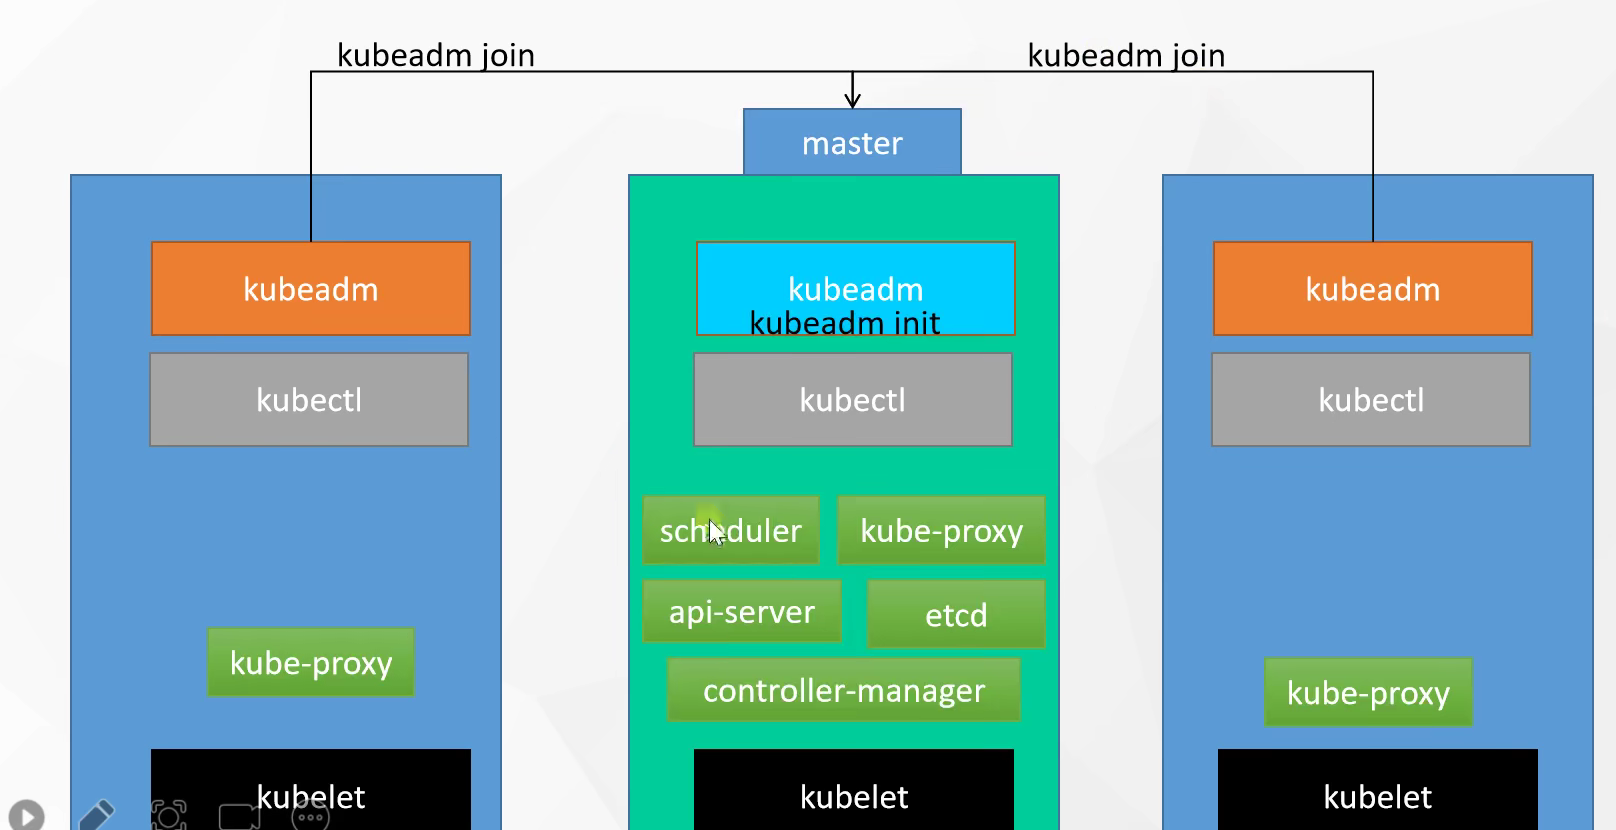 kubeadm join
kubeadm join
master
kubeadm
kubectl
kube-proxy
kubelet
kubeadm
kubeadm init
kubectl
scheduler
kube-proxy
api-server
etcd
controller-manager
kubelet
kubeadm
kubectl
kube-proxy
kubelet